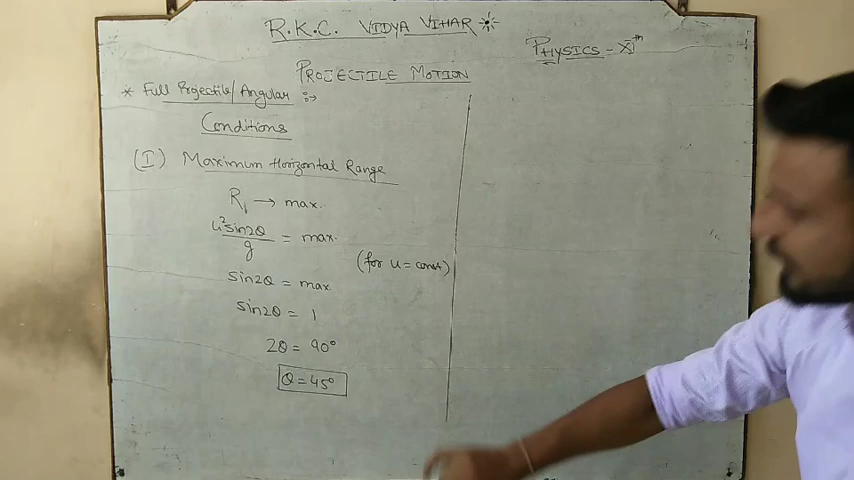 R.K.C. VIDYA VIHAR
PHYSICS - XIth
PROJECTILE MOTION
* Full Projectile/Angular :→
Conditions
(I) Maximum Horizontal Range
R → max.
u²sin2θ/g = max.
(for u = const)
sin2θ = max
sin2θ = 1
2θ = 90°
θ = 45°